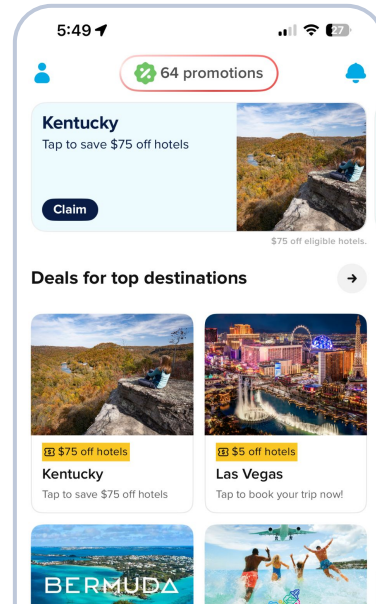 5:49
27
64 promotions
Kentucky
Tap to save $75 off hotels
Claim
$75 off eligible hotels.
Deals for top destinations
$75 off hotels
Kentucky
Tap to save $75 off hotels
$5 off hotels
Las Vegas
Tap to book your trip now!
BERMUDA